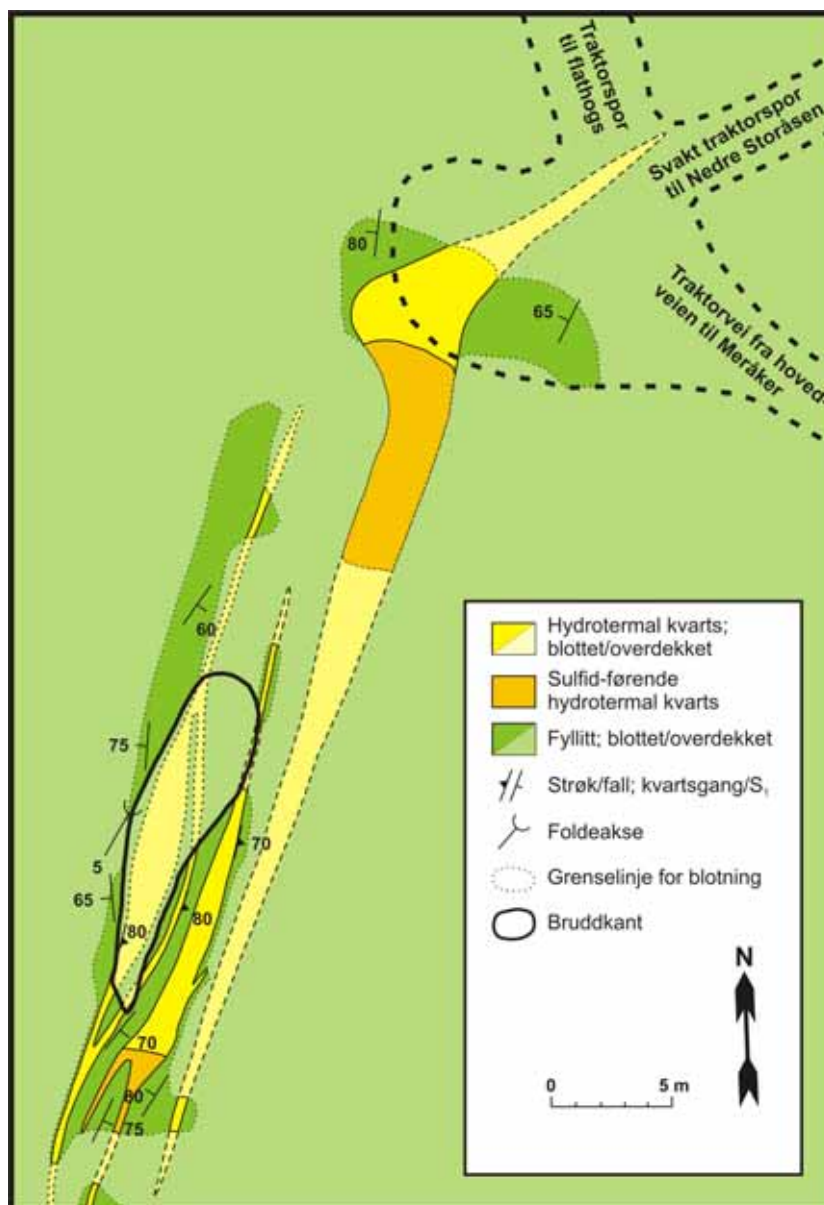 Traktorspor
til flathogs
Svakt traktorspor
til Nedre Storåsen
Traktorvei fra hoved-
veien til Meråker
80
65
60
75
5
65
80
80
70
70
80
75
Hydrotermal kvarts;
blottet/overdekket
Sulfid-førende
hydrotermal kvarts
Fyllitt; blottet/overdekket
Strøk/fall; kvartsgang/S₁
Foldeakse
Grenselinje for blotning
Bruddkant
N
0 5 m